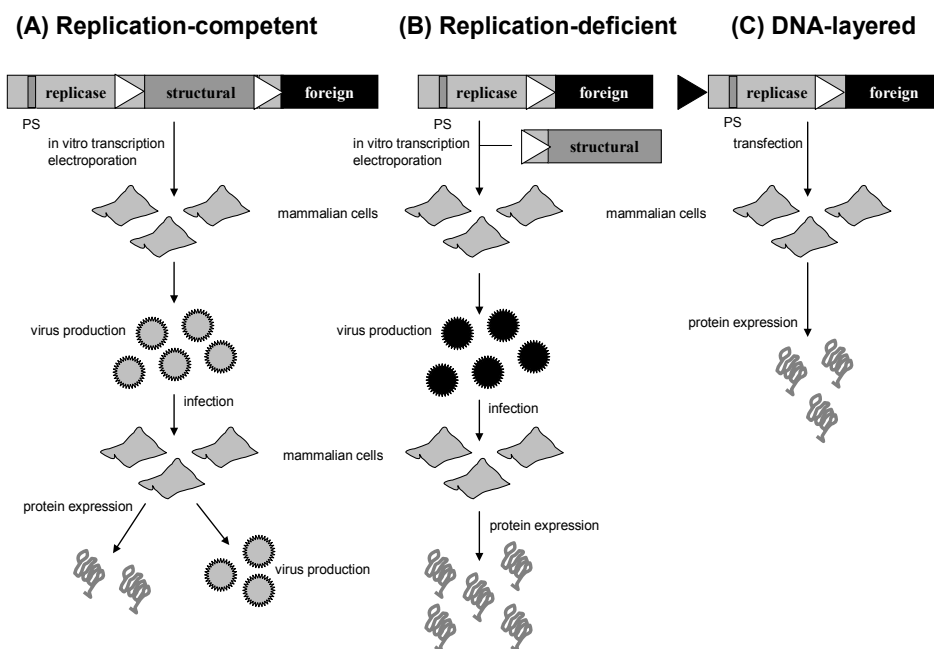 (A) Replication-competent
(B) Replication-deficient
(C) DNA-layered
replicase
structural
foreign
replicase
foreign
replicase
foreign
PS
in vitro transcription
electroporation
PS
in vitro transcription
electroporation
structural
PS
transfection
mammalian cells
mammalian cells
virus production
virus production
protein expression
infection
infection
mammalian cells
protein expression
protein expression
virus production